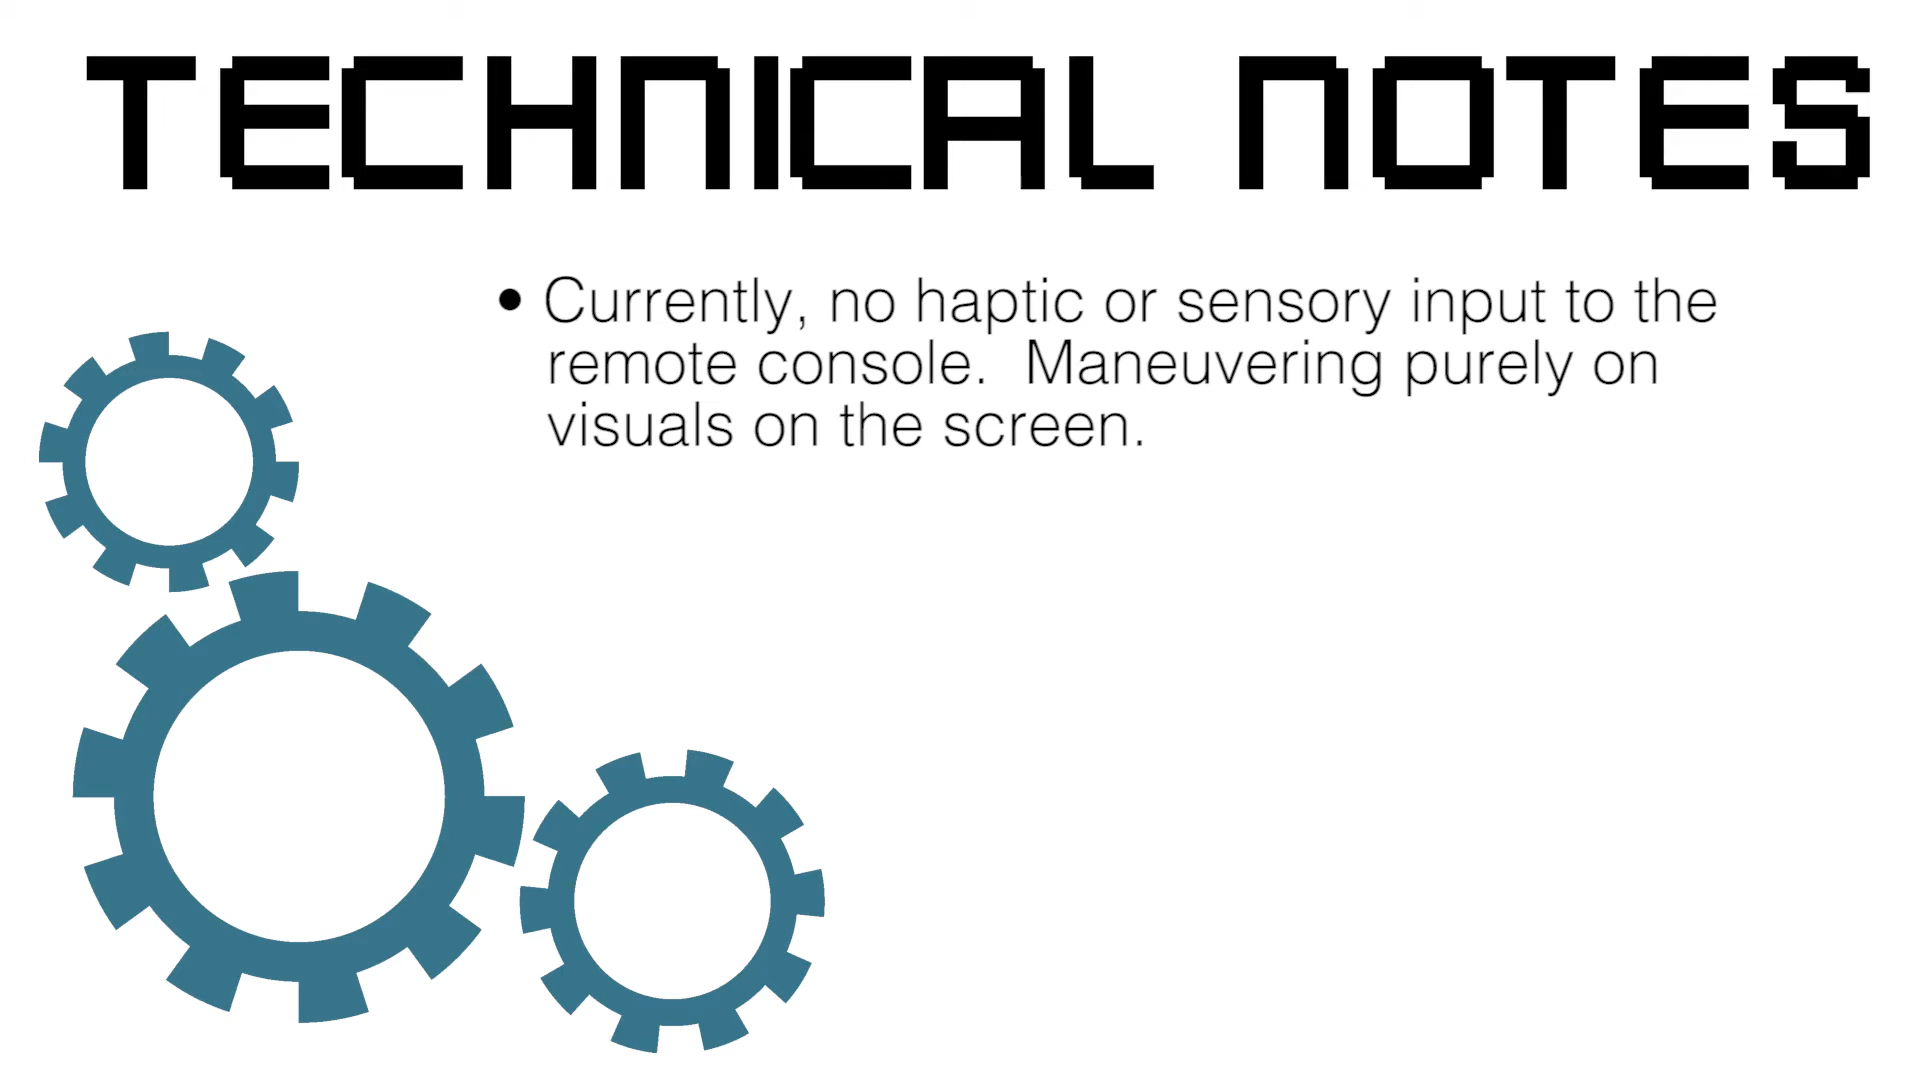 TECHNICAL NOTES
• Currently, no haptic or sensory input to the
remote console.  Maneuvering purely on
visuals on the screen.